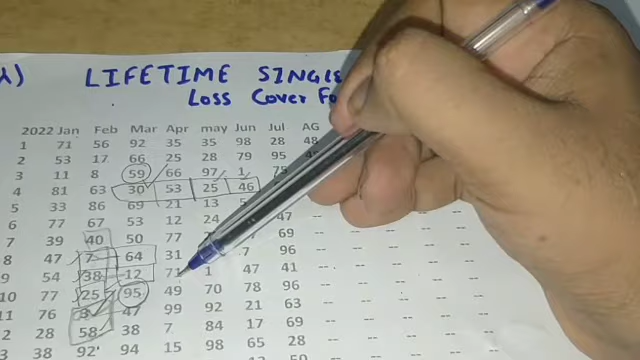 LIFETIME SINGLE
Loss Cover Fo
2022 Jan Feb Mar Apr may Jun Jul AG
1 71 56 92 35 35 98 28 48
2 53 17 66 25 28 79 95
3 11 8 59 66 97 1 75
4 81 63 30 53 25 46
5 33 86 69 21 13
6 77 67 53 12 24 47
7 39 40 50 77 69
8 47 7 64 31 7 96 --
9 54 38 12 71 1 47 41 --
10 77 25 95 49 70 78 96 --
11 76 3 47 99 92 21 63 --
2 28 58 38 7 84 17 69 --
3 38 92 94 15 98 65 28 --